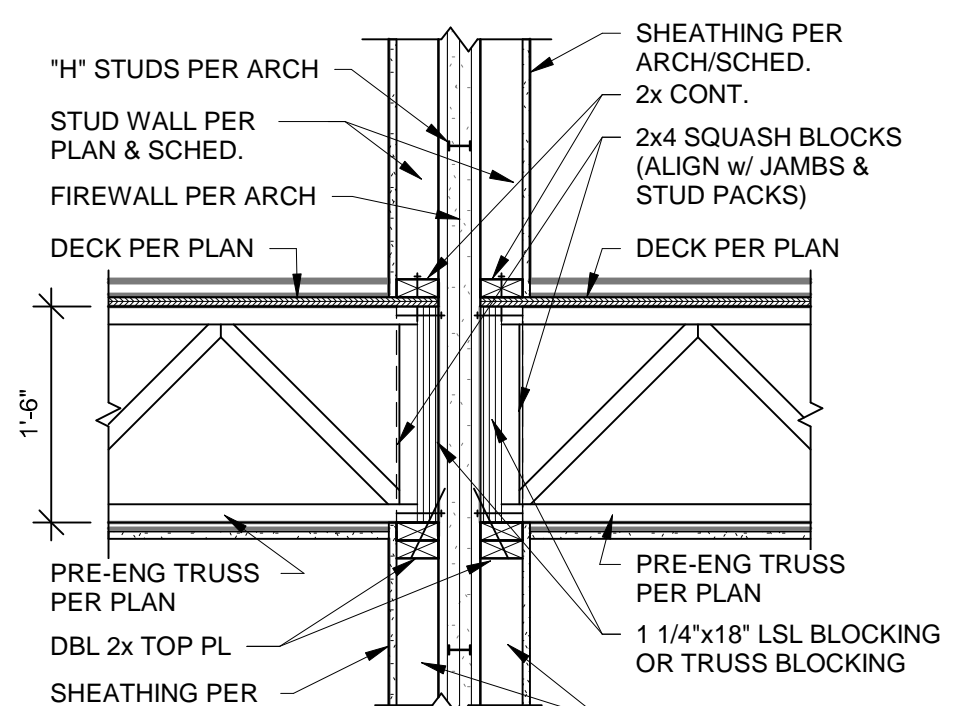 "H" STUDS PER ARCH
STUD WALL PER
PLAN & SCHED.
FIREWALL PER ARCH
DECK PER PLAN
1'-6"
PRE-ENG TRUSS
PER PLAN
DBL 2x TOP PL
SHEATHING PER
SHEATHING PER
ARCH/SCHED.
2x CONT.
2x4 SQUASH BLOCKS
(ALIGN w/ JAMBS &
STUD PACKS)
DECK PER PLAN
PRE-ENG TRUSS
PER PLAN
1 1/4"x18" LSL BLOCKING
OR TRUSS BLOCKING